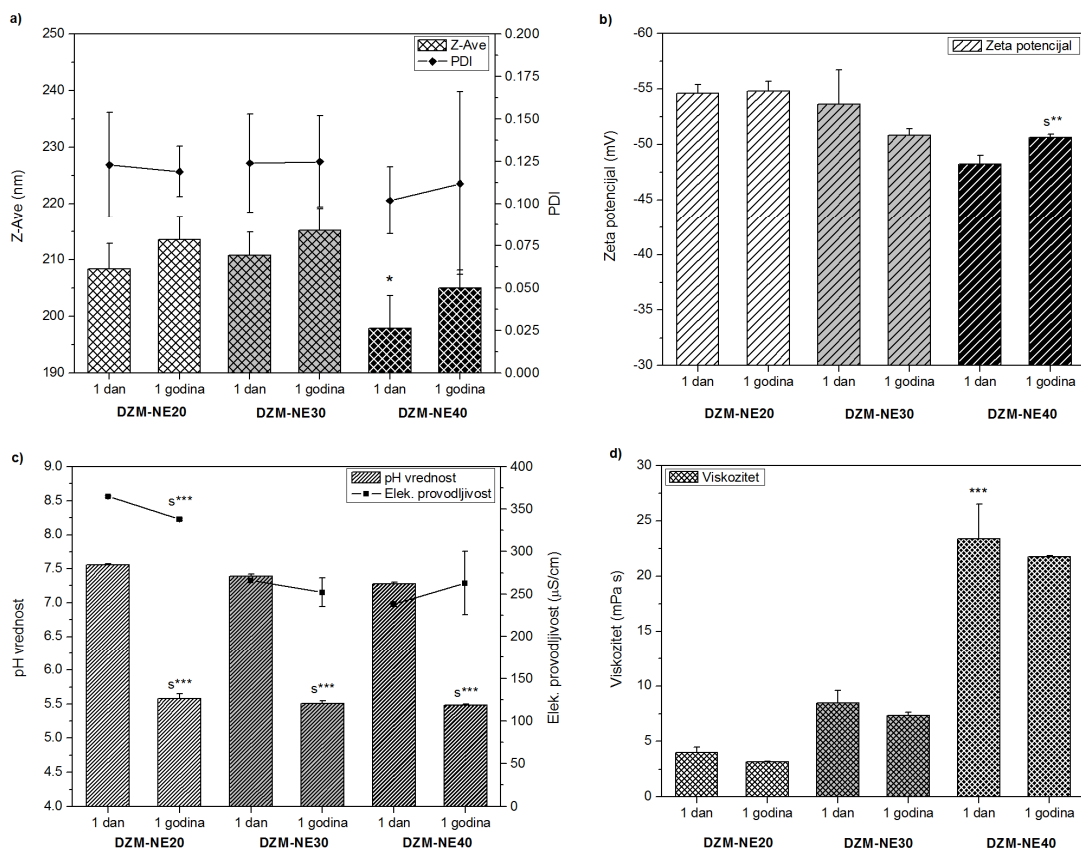 a)
Z-Ave
PDI
250
240
230
220
210
200
190
Z-Ave (nm)
0.200
0.175
0.150
0.125
0.100
0.075
0.050
0.025
0.000
PDI
*
1 dan 1 godina 1 dan 1 godina 1 dan 1 godina
DZM-NE20 DZM-NE30 DZM-NE40
b)
Zeta potencijal
-60
-55
-50
-45
-40
-35
-30
Zeta potencijal (mV)
s**
1 dan 1 godina 1 dan 1 godina 1 dan 1 godina
DZM-NE20 DZM-NE30 DZM-NE40
c)
pH vrednost
Elek. provodljivost
9.0
8.5
8.0
7.5
7.0
6.5
6.0
5.5
5.0
4.5
4.0
pH vrednost
400
350
300
250
200
150
100
50
0
Elek. provodljivost (µS/cm)
s***
s*** s*** s***
1 dan 1 godina 1 dan 1 godina 1 dan 1 godina
DZM-NE20 DZM-NE30 DZM-NE40
d)
Viskozitet
30
25
20
15
10
5
0
Viskozitet (mPa s)
***
1 dan 1 godina 1 dan 1 godina 1 dan 1 godina
DZM-NE20 DZM-NE30 DZM-NE40